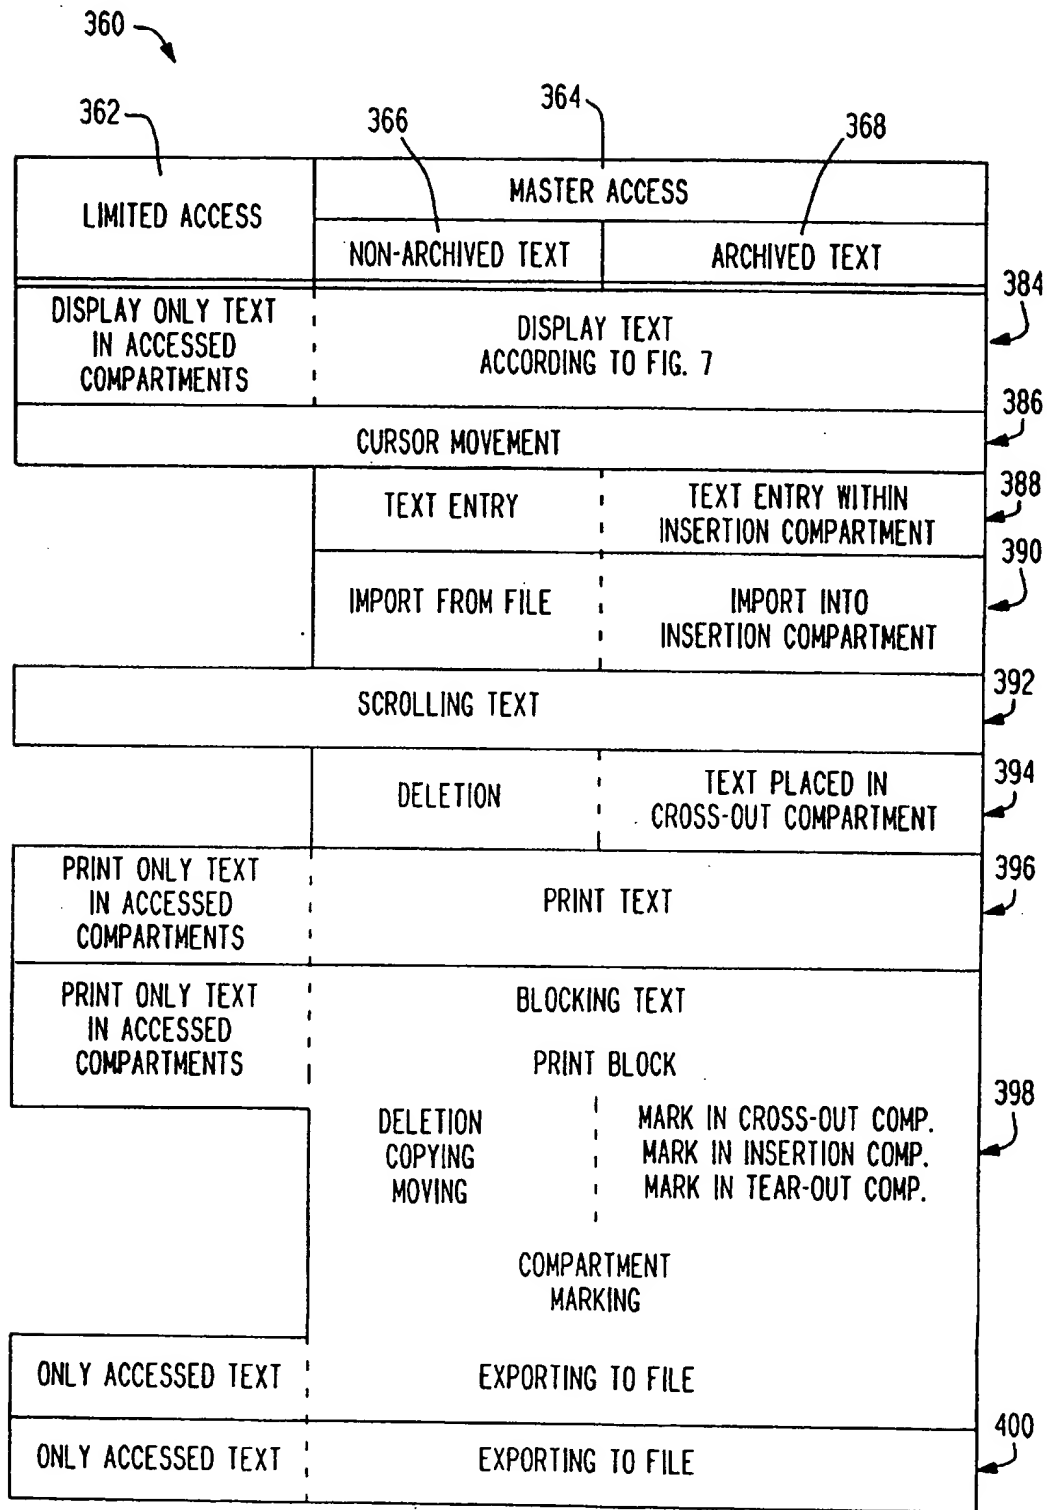 360
362
366
364
368
LIMITED ACCESS
MASTER ACCESS
NON-ARCHIVED TEXT
ARCHIVED TEXT
384
DISPLAY ONLY TEXT
IN ACCESSED
COMPARTMENTS
DISPLAY TEXT
ACCORDING TO FIG. 7
386
CURSOR MOVEMENT
388
TEXT ENTRY
TEXT ENTRY WITHIN
INSERTION COMPARTMENT
390
IMPORT FROM FILE
IMPORT INTO
INSERTION COMPARTMENT
392
SCROLLING TEXT
394
DELETION
TEXT PLACED IN
CROSS-OUT COMPARTMENT
396
PRINT ONLY TEXT
IN ACCESSED
COMPARTMENTS
PRINT TEXT
PRINT ONLY TEXT
IN ACCESSED
COMPARTMENTS
BLOCKING TEXT
PRINT BLOCK
398
DELETION
COPYING
MOVING
MARK IN CROSS-OUT COMP.
MARK IN INSERTION COMP.
MARK IN TEAR-OUT COMP.
COMPARTMENT
MARKING
ONLY ACCESSED TEXT
EXPORTING TO FILE
400
ONLY ACCESSED TEXT
EXPORTING TO FILE